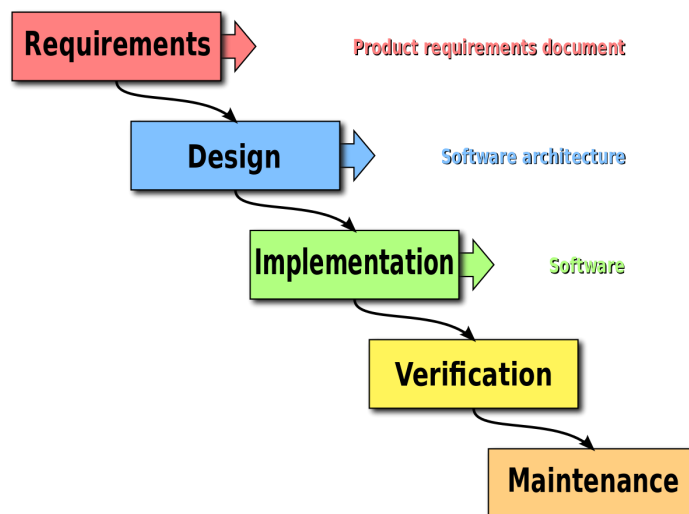 Requirements
Product requirements document
Design
Software architecture
Implementation
Software
Verification
Maintenance